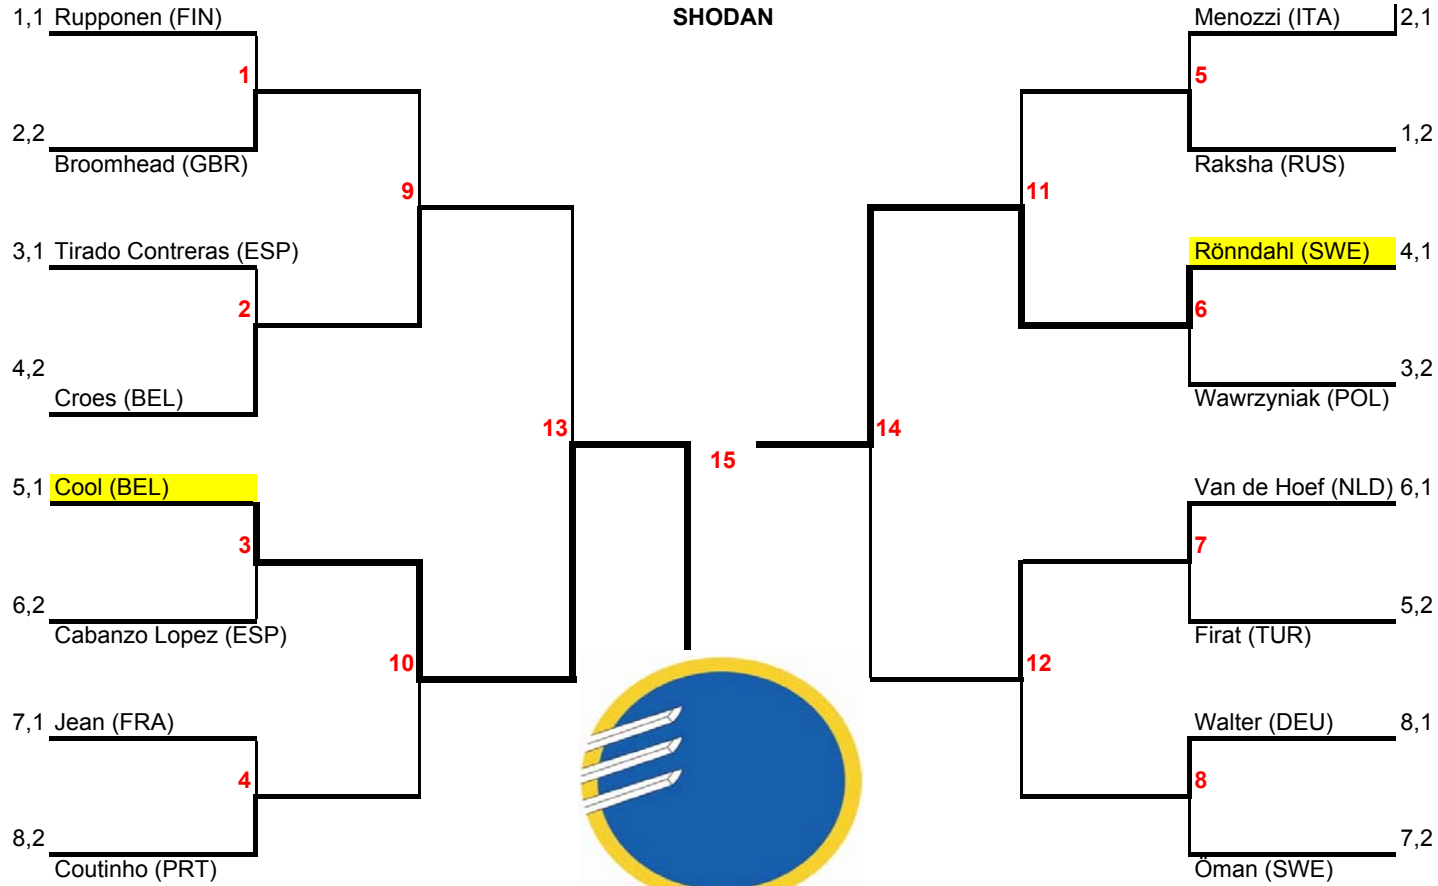 SHODAN
1,1 Rupponen (FIN)
1
2,2
Broomhead (GBR)
9
3,1 Tirado Contreras (ESP)
2
4,2
Croes (BEL)
13
5,1 Cool (BEL)
3
6,2
Cabanzo Lopez (ESP)
10
7,1 Jean (FRA)
4
8,2
Coutinho (PRT)
15
Menozzi (ITA) 2,1
5
1,2
Raksha (RUS)
11
Rönndahl (SWE) 4,1
6
3,2
Wawrzyniak (POL)
14
Van de Hoef (NLD) 6,1
7
5,2
Firat (TUR)
12
Walter (DEU) 8,1
8
7,2
Öman (SWE)